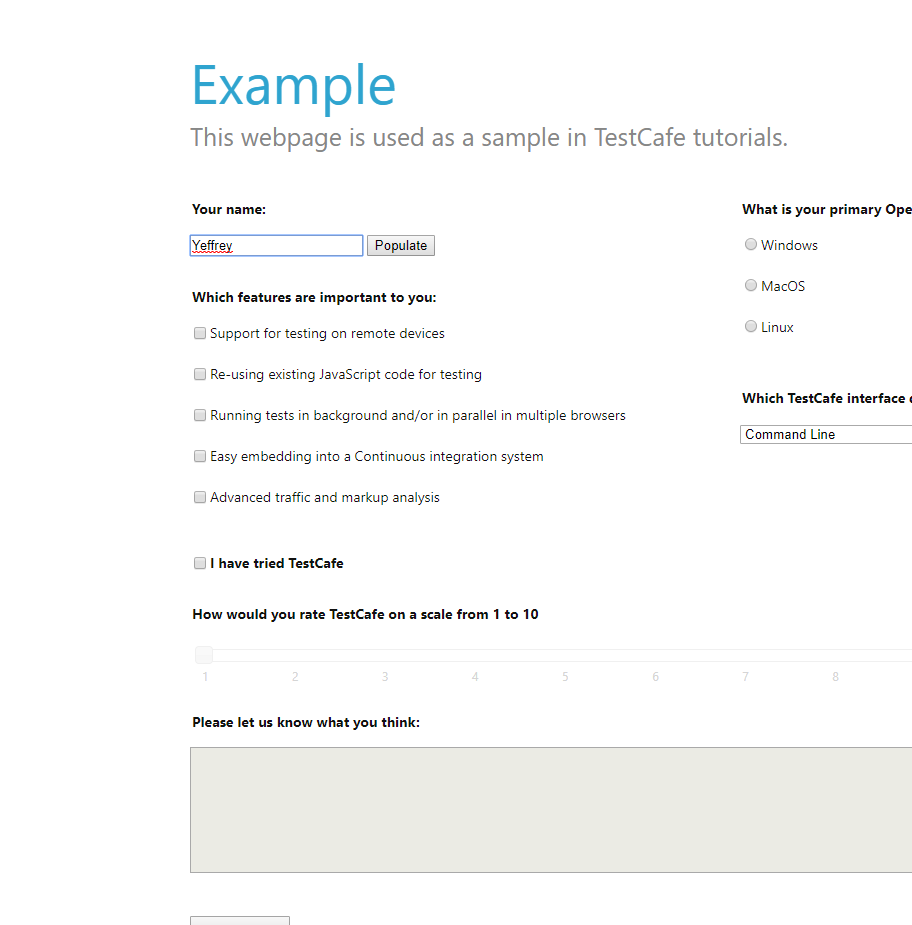 Example
This webpage is used as a sample in TestCafe tutorials.
Your name:
Yeffrey
Populate
Which features are important to you:
Support for testing on remote devices
Re-using existing JavaScript code for testing
Running tests in background and/or in parallel in multiple browsers
Easy embedding into a Continuous integration system
Advanced traffic and markup analysis
What is your primary Ope
Windows
MacOS
Linux
Which TestCafe interface
Command Line
I have tried TestCafe
How would you rate TestCafe on a scale from 1 to 10
1 2 3 4 5 6 7 8
Please let us know what you think: